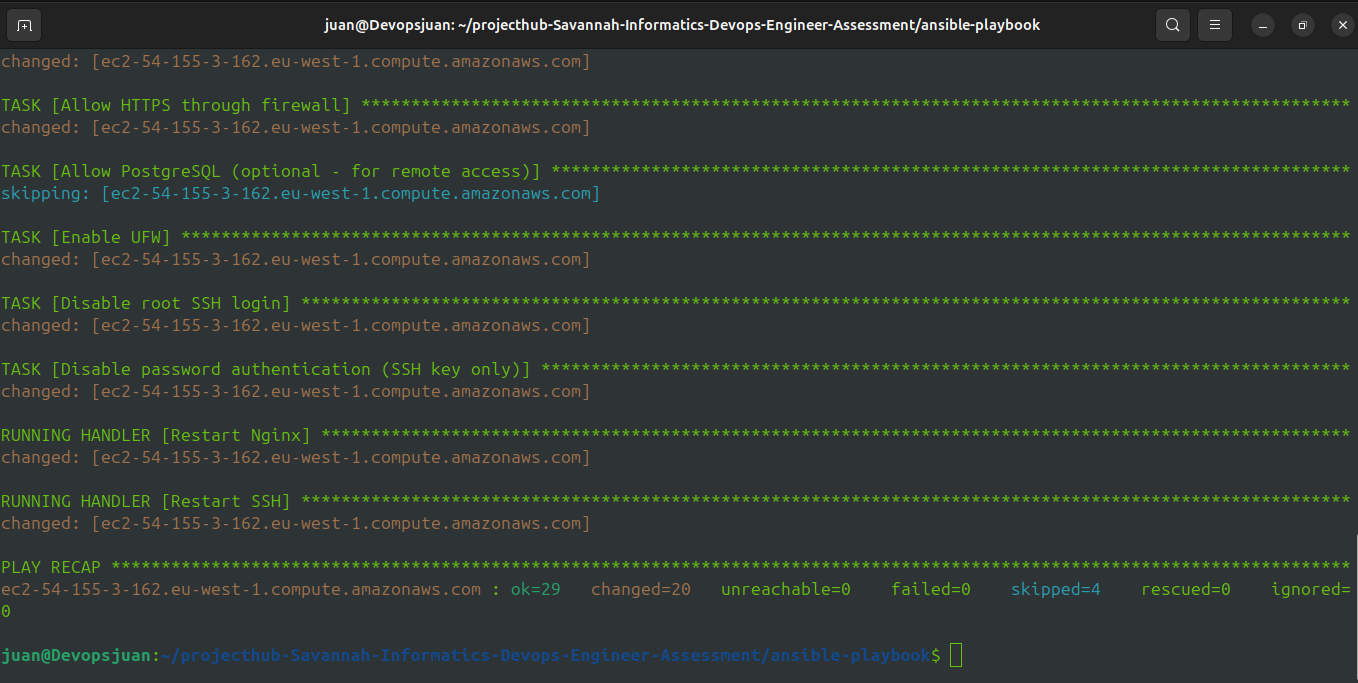 juan@Devopsjuan: ~/projecthub-Savannah-Informatics-Devops-Engineer-Assessment/ansible-playbook
changed: [ec2-54-155-3-162.eu-west-1.compute.amazonaws.com]
TASK [Allow HTTPS through firewall] ***************************************************************************************************
changed: [ec2-54-155-3-162.eu-west-1.compute.amazonaws.com]
TASK [Allow PostgreSQL (optional - for remote access)] ********************************************************************************
skipping: [ec2-54-155-3-162.eu-west-1.compute.amazonaws.com]
TASK [Enable UFW] *********************************************************************************************************************
changed: [ec2-54-155-3-162.eu-west-1.compute.amazonaws.com]
TASK [Disable root SSH login] *********************************************************************************************************
changed: [ec2-54-155-3-162.eu-west-1.compute.amazonaws.com]
TASK [Disable password authentication (SSH key only)] *********************************************************************************
changed: [ec2-54-155-3-162.eu-west-1.compute.amazonaws.com]
RUNNING HANDLER [Restart Nginx] *******************************************************************************************************
changed: [ec2-54-155-3-162.eu-west-1.compute.amazonaws.com]
RUNNING HANDLER [Restart SSH] *********************************************************************************************************
changed: [ec2-54-155-3-162.eu-west-1.compute.amazonaws.com]
PLAY RECAP ****************************************************************************************************************************
ec2-54-155-3-162.eu-west-1.compute.amazonaws.com : ok=29   changed=20   unreachable=0    failed=0    skipped=4    rescued=0    ignored=
0
juan@Devopsjuan:~/projecthub-Savannah-Informatics-Devops-Engineer-Assessment/ansible-playbook$